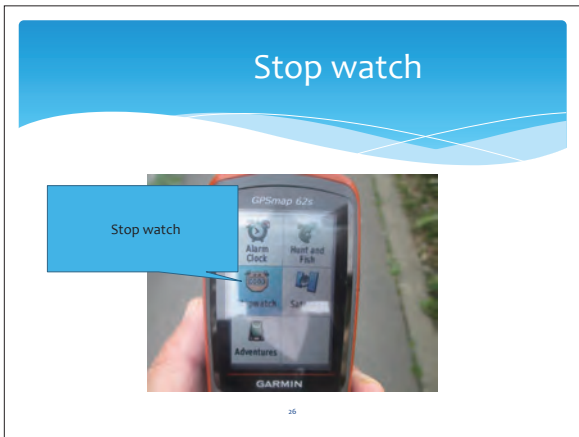 Stop watch
Stop watch
GPSmap 62s
Alarm
Clock
Hunt and
Fish
Adventures
GARMIN
26